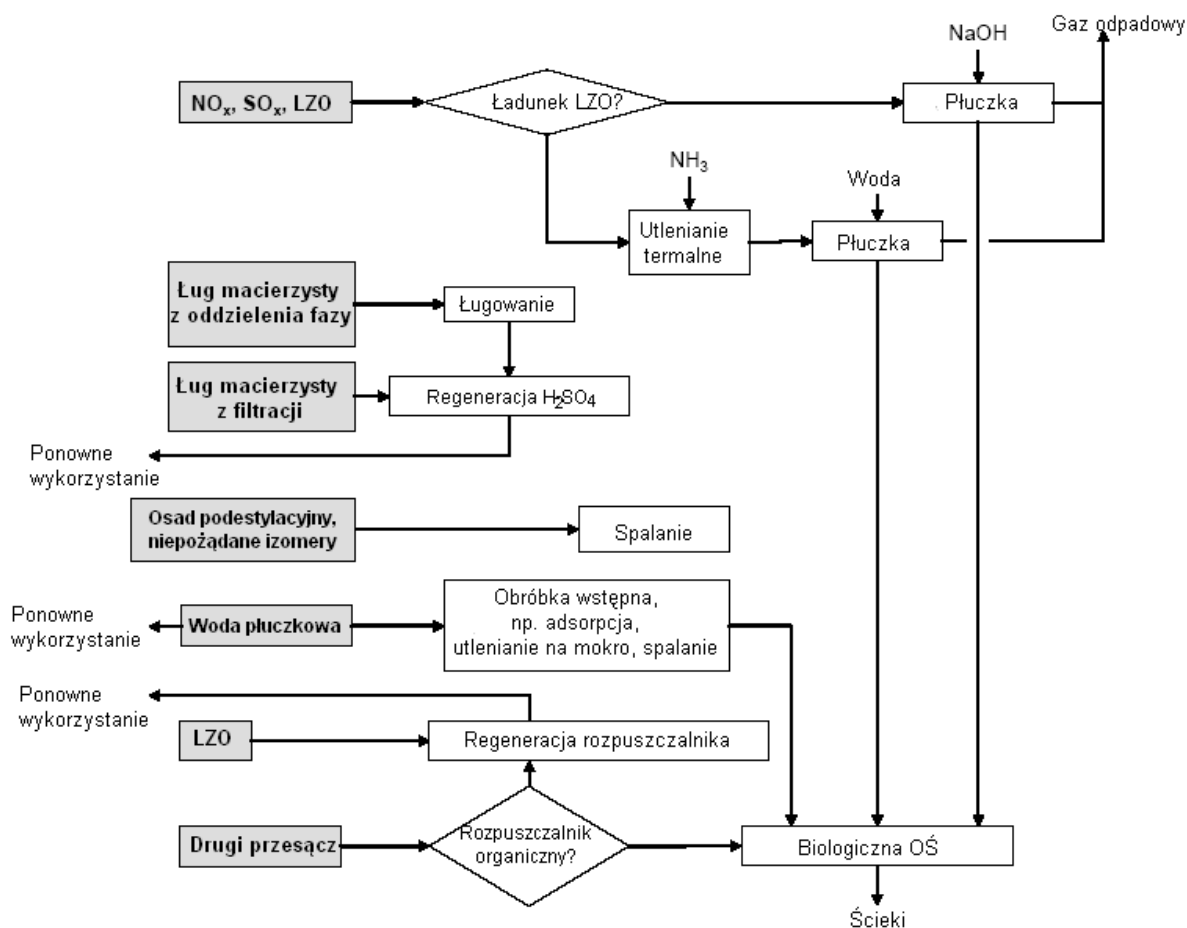 Gaz odpadowy
NaOH
NOx, SOx, LZO
Ładunek LZO?
Płuczka
NH3
Woda
Utlenianie
termalne
Płuczka
Ług macierzysty
z oddzielenia fazy
Ługowanie
Ług macierzysty
z filtracji
Regeneracja H2SO4
Ponowne
wykorzystanie
Osad podestylacyjny,
niepożądane izomery
Spalanie
Obróbka wstępna,
np. adsorpcja,
utlenianie na mokro, spalanie
Ponowne
wykorzystanie
Woda płuczkowa
Ponowne
wykorzystanie
LZO
Regeneracja rozpuszczalnika
Drugi przesącz
Rozpuszczalnik
organiczny?
Biologiczna OŚ
Ścieki